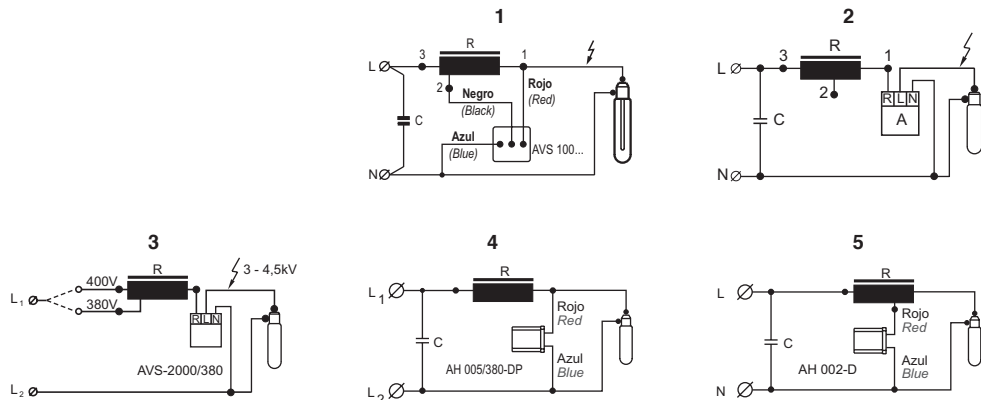 1
R
L
3
1
2
Negro
(Black)
Rojo
(Red)
C
Azul
(Blue)
AVS 100...
N
2
R
L
3
1
2
R L N
A
C
N
3
R
400V
3 - 4,5kV
L1
380V
R L N
AVS-2000/380
L2
4
R
L1
Rojo
Red
C
AH 005/380-DP
Azul
Blue
L2
5
R
L
Rojo
Red
C
AH 002-D
Azul
Blue
N